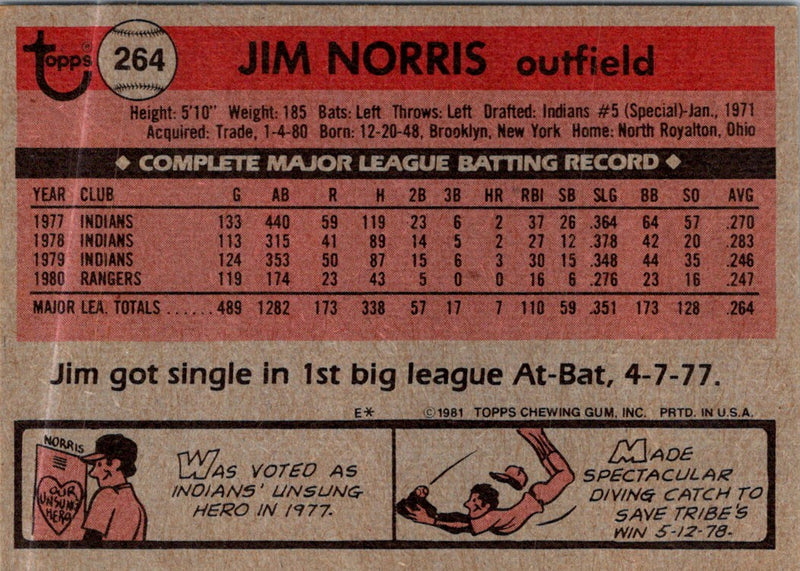 topps® 264 JIM NORRIS outfield
Height: 5'10" Weight: 185 Bats: Left Throws: Left Drafted: Indians #5 (Special)-Jan., 1971
Acquired: Trade, 1-4-80 Born: 12-20-48, Brooklyn, New York Home: North Royalton, Ohio
◆ COMPLETE MAJOR LEAGUE BATTING RECORD ◆
YEAR CLUB G AB R H 2B 3B HR RBI SB SLG BB SO AVG
1977 INDIANS 133 440 59 119 23 6 2 37 26 .364 64 57 .270
1978 INDIANS 113 315 41 89 14 5 2 27 12 .378 42 20 .283
1979 INDIANS 124 353 50 87 15 6 3 30 15 .348 44 35 .246
1980 RANGERS 119 174 23 43 5 0 0 16 6 .276 23 16 .247
MAJOR LEA. TOTALS ...... 489 1282 173 338 57 17 7 110 59 .351 173 128 .264
Jim got single in 1st big league At-Bat, 4-7-77.
E* ©1981 TOPPS CHEWING GUM, INC. PRTD. IN U.S.A.
NORRIS
OUR
UNSUNG
HERO
WAS VOTED AS
INDIANS' UNSUNG
HERO IN 1977.
MADE
SPECTACULAR
DIVING CATCH TO
SAVE TRIBE'S
WIN 5-12-78.